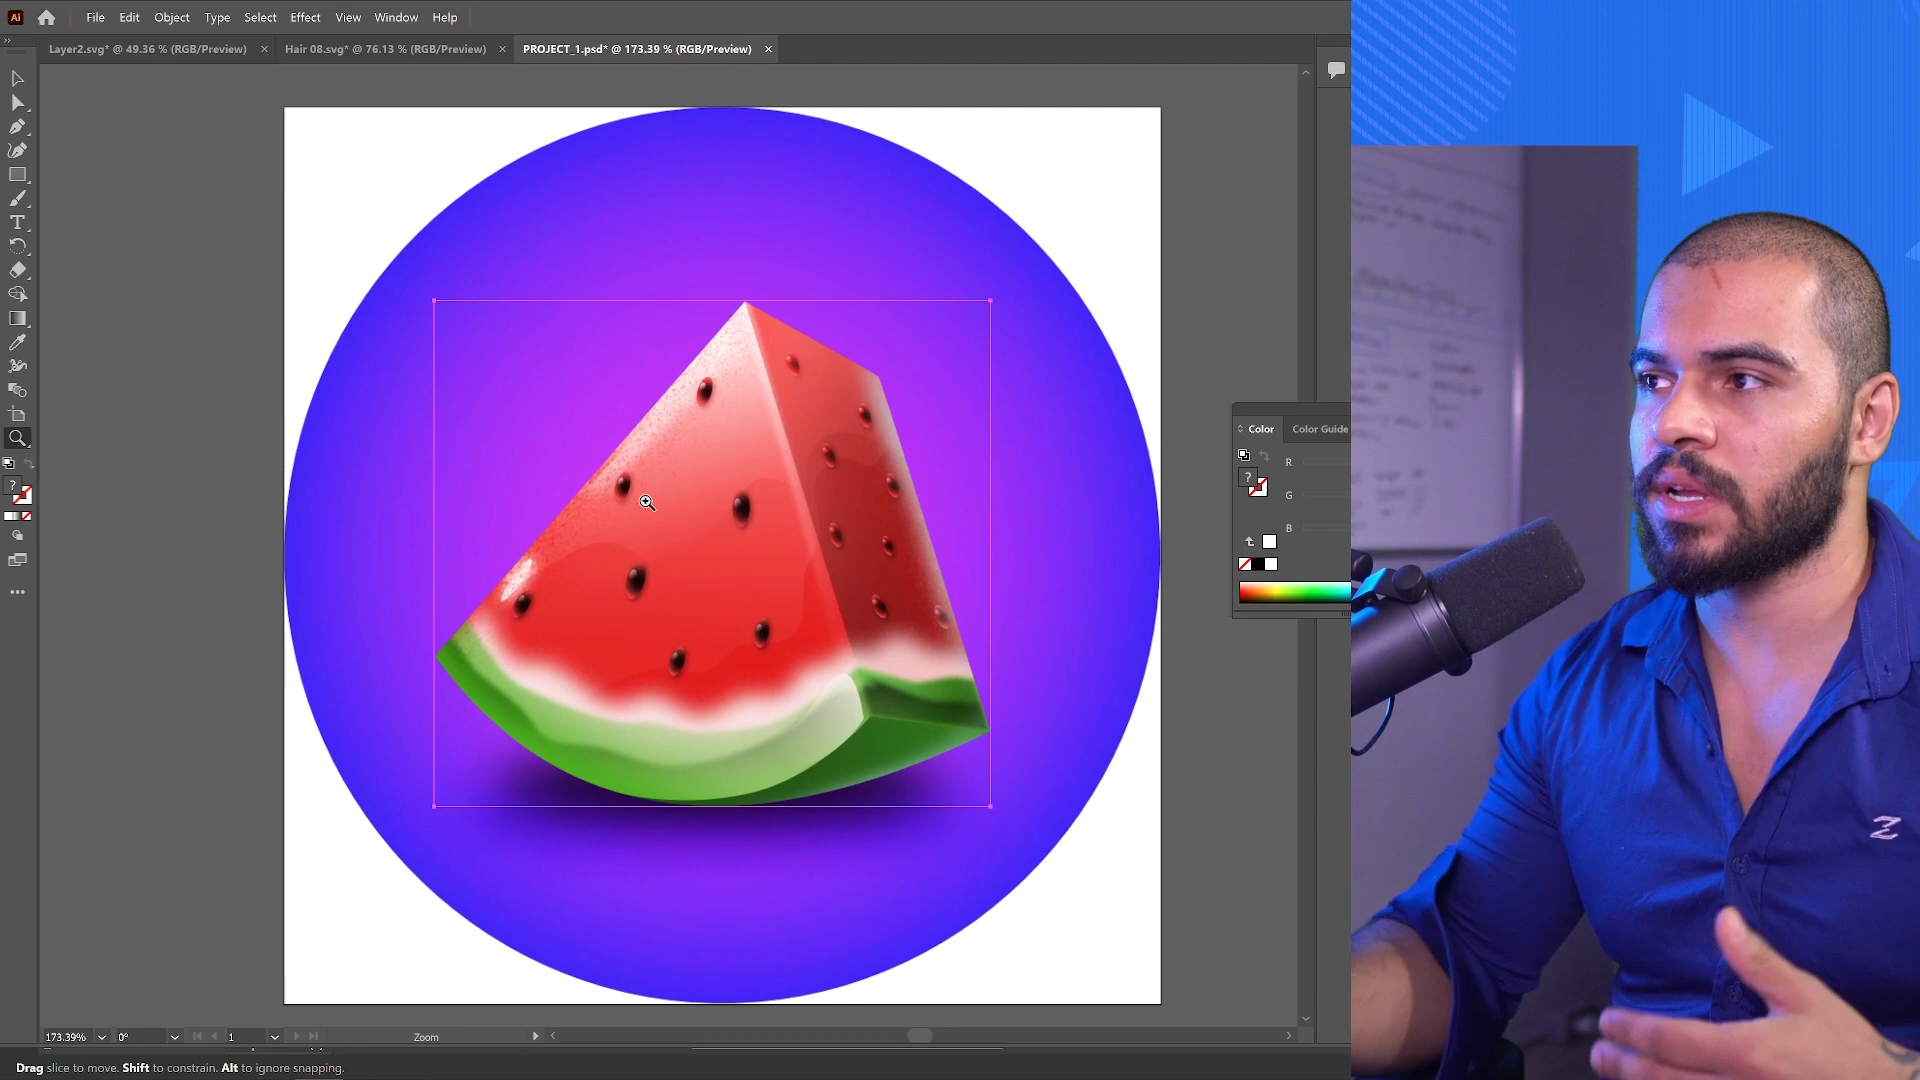 Ai File Edit Object Type Select Effect View Window Help
Layer2.svg* @ 49.36 % (RGB/Preview) × Hair 08.svg* @ 76.13 % (RGB/Preview) × PROJECT_1.psd* @ 173.39 % (RGB/Preview) ×
Color Color Guide
R
?
G
B
?
173.39% 0° 1 Zoom
Drag slice to move. Shift to constrain. Alt to ignore snapping.